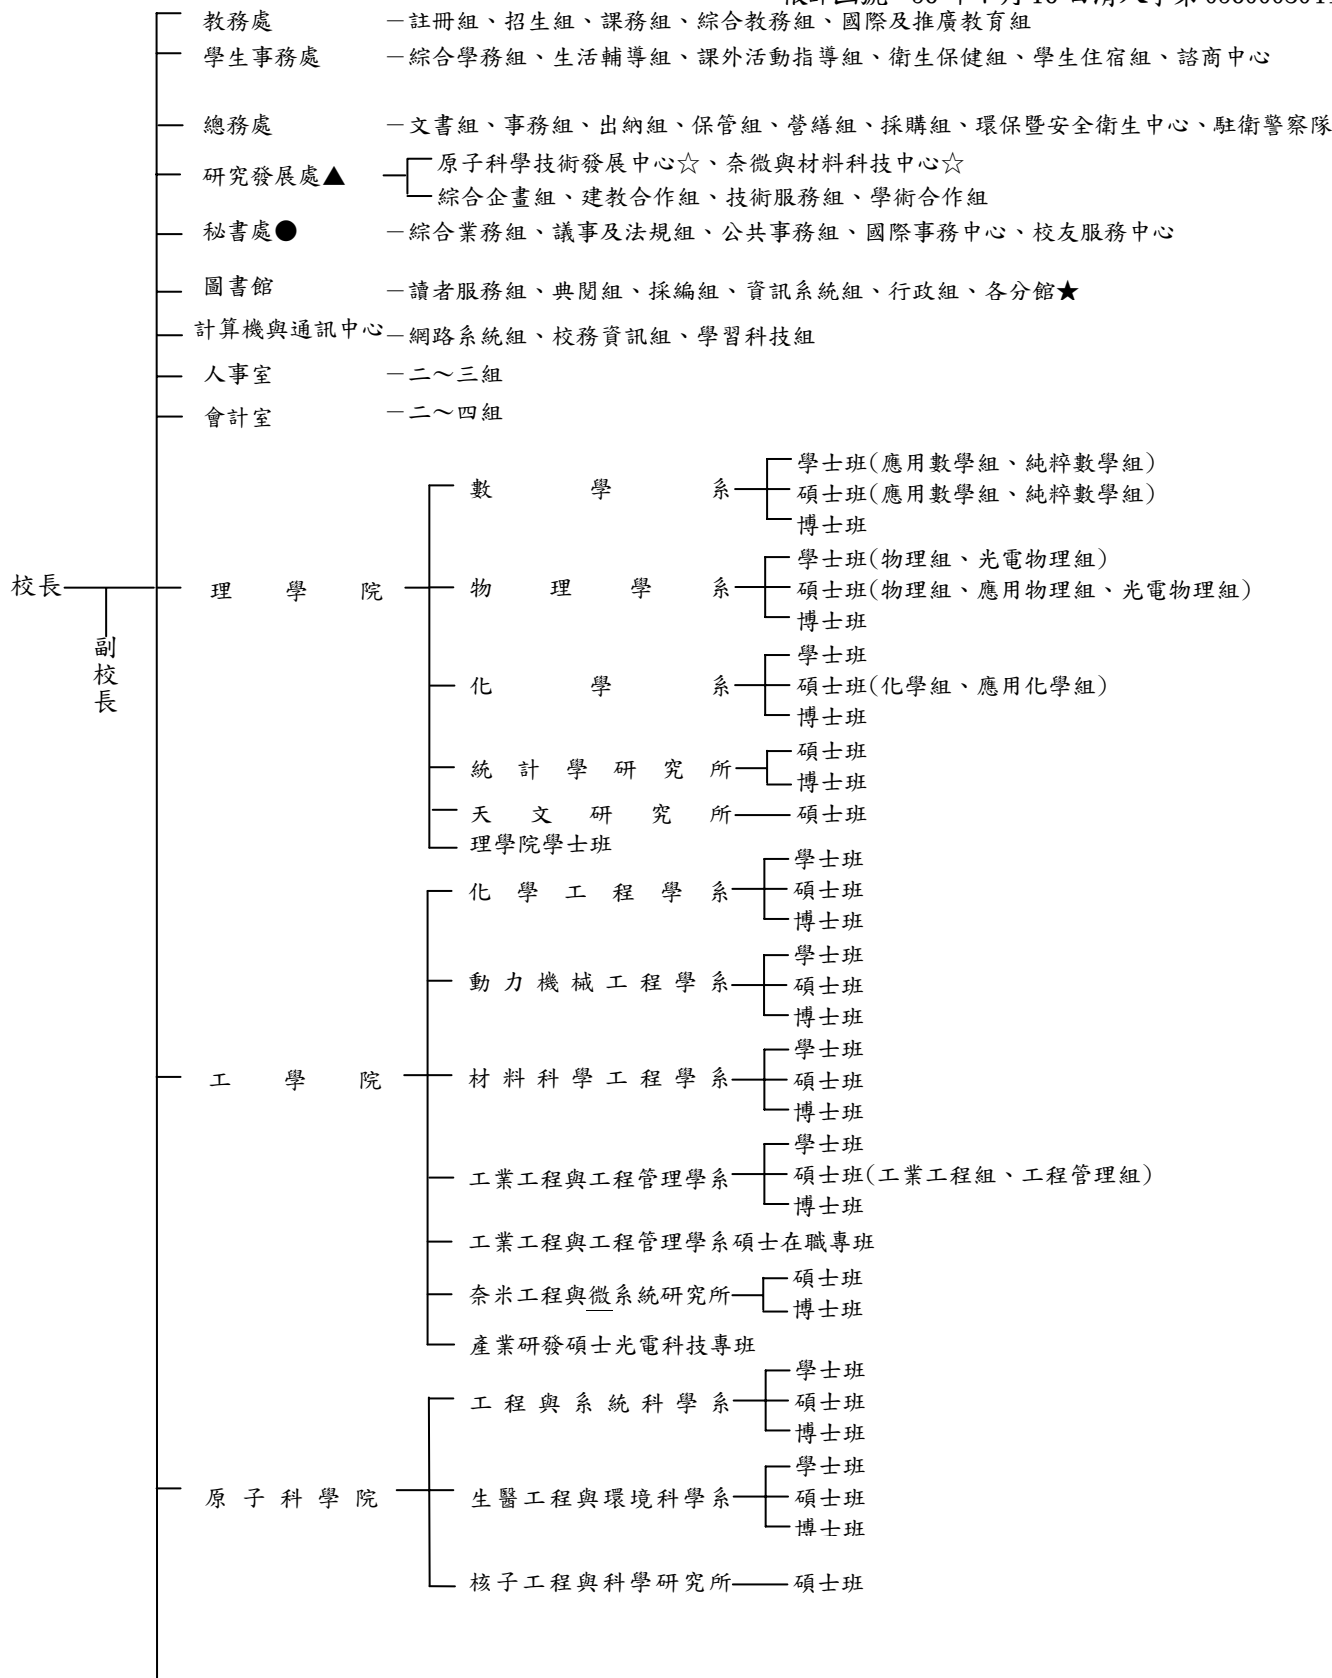 教務處 －註冊組、招生組、課務組、綜合教務組、國際及推廣教育組
學生事務處 －綜合學務組、生活輔導組、課外活動指導組、衛生保健組、學生住宿組、諮商中心
總務處 －文書組、事務組、出納組、保管組、營繕組、採購組、環保暨安全衛生中心、駐衛警察隊
原子科學技術發展中心☆、奈微與材料科技中心☆
研究發展處▲
綜合企畫組、建教合作組、技術服務組、學術合作組
秘書處● －綜合業務組、議事及法規組、公共事務組、國際事務中心、校友服務中心
圖書館 －讀者服務組、典閱組、採編組、資訊系統組、行政組、各分館★
計算機與通訊中心－網路系統組、校務資訊組、學習科技組
人事室 －二～三組
會計室 －二～四組
學士班(應用數學組、純粹數學組)
數學系 碩士班(應用數學組、純粹數學組)
博士班
學士班(物理組、光電物理組)
校長 理學院 物理學系 碩士班(物理組、應用物理組、光電物理組)
博士班
副校長
學士班
化學系 碩士班(化學組、應用化學組)
博士班
碩士班
統計學研究所
博士班
天文研究所 碩士班
理學院學士班
學士班
化學工程學系 碩士班
博士班
學士班
動力機械工程學系 碩士班
博士班
學士班
工學院 材料科學工程學系 碩士班
博士班
學士班
工業工程與工程管理學系 碩士班(工業工程組、工程管理組)
博士班
工業工程與工程管理學系碩士在職專班
碩士班
奈米工程與微系統研究所
博士班
產業研發碩士光電科技專班
學士班
工程與系統科學系 碩士班
博士班
學士班
原子科學院 生醫工程與環境科學系 碩士班
博士班
核子工程與科學研究所 碩士班